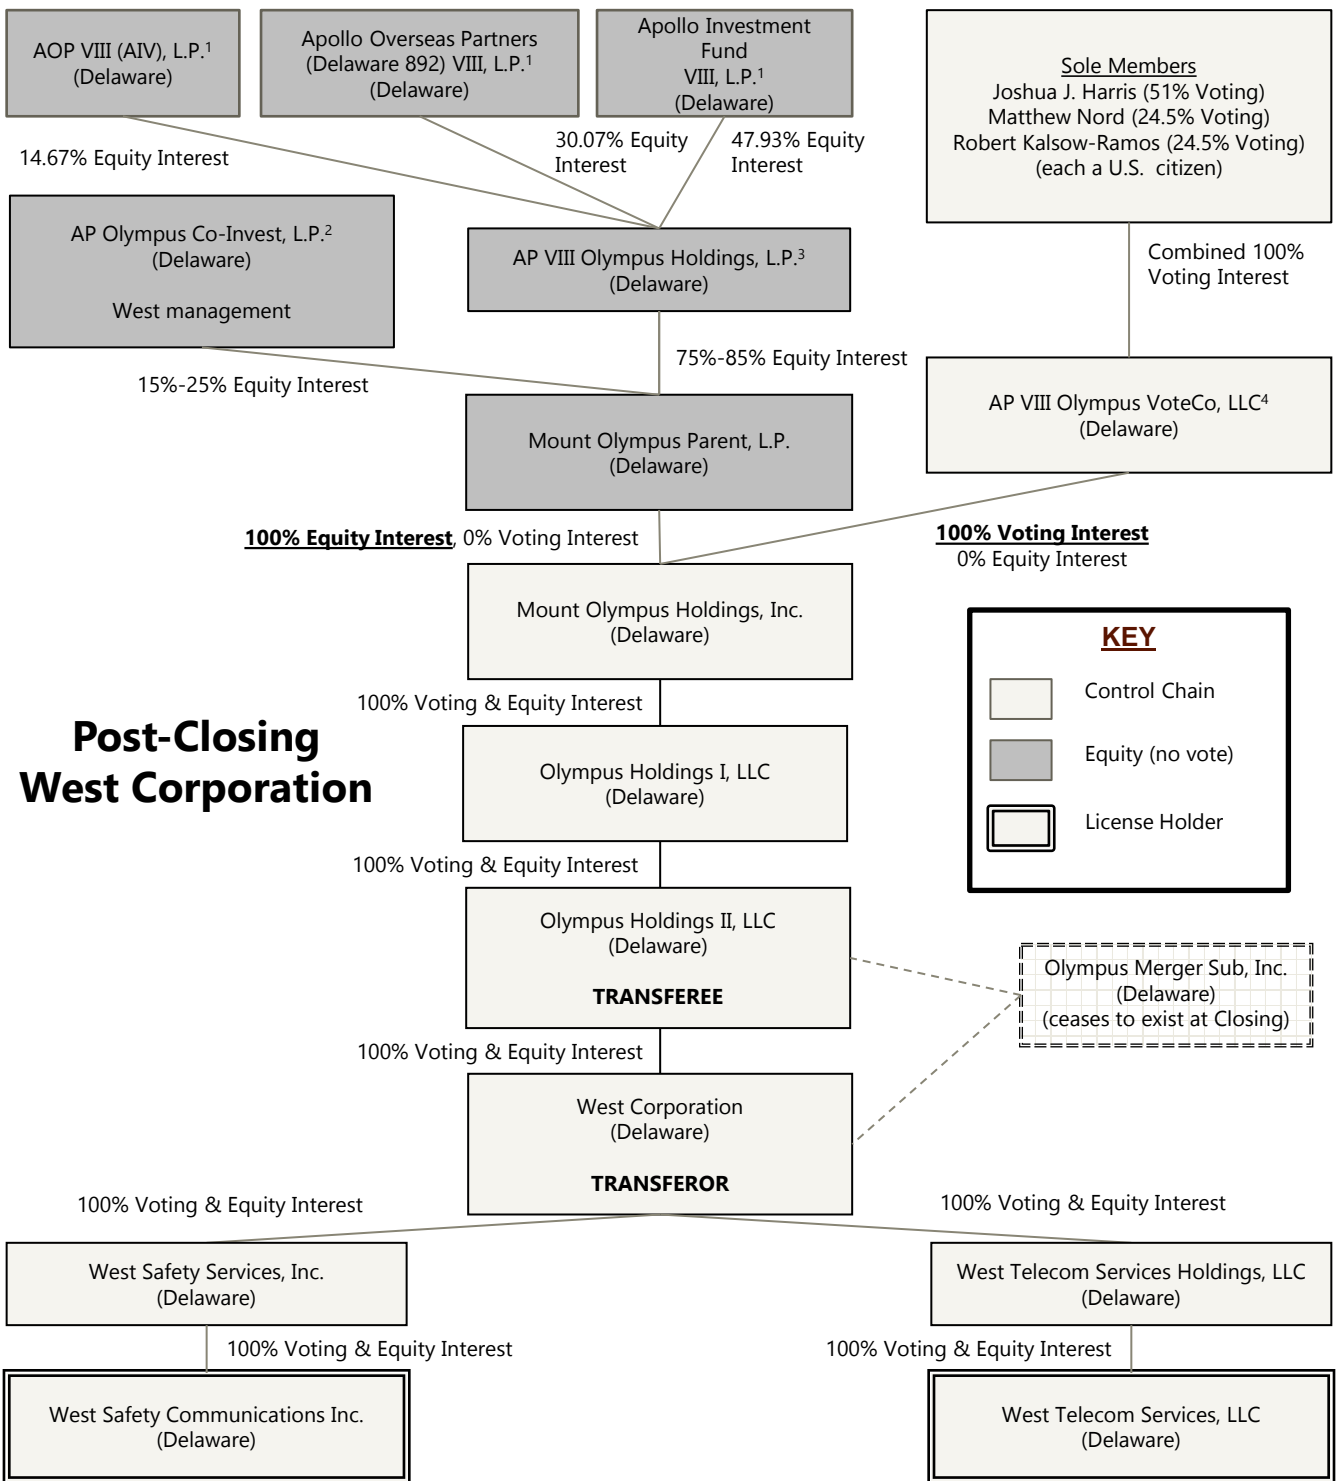 AOP VIII (AIV), L.P.¹
(Delaware)
Apollo Overseas Partners
(Delaware 892) VIII, L.P.¹
(Delaware)
Apollo Investment
Fund
VIII, L.P.¹
(Delaware)
Sole Members
Joshua J. Harris (51% Voting)
Matthew Nord (24.5% Voting)
Robert Kalsow-Ramos (24.5% Voting)
(each a U.S. citizen)
14.67% Equity Interest
30.07% Equity
Interest
47.93% Equity
Interest
AP Olympus Co-Invest, L.P.²
(Delaware)
West management
AP VIII Olympus Holdings, L.P.³
(Delaware)
Combined 100%
Voting Interest
15%-25% Equity Interest
75%-85% Equity Interest
Mount Olympus Parent, L.P.
(Delaware)
AP VIII Olympus VoteCo, LLC⁴
(Delaware)
100% Equity Interest, 0% Voting Interest
100% Voting Interest
0% Equity Interest
Mount Olympus Holdings, Inc.
(Delaware)
KEY
Control Chain
Equity (no vote)
License Holder
100% Voting & Equity Interest
Post-Closing
West Corporation
Olympus Holdings I, LLC
(Delaware)
100% Voting & Equity Interest
Olympus Holdings II, LLC
(Delaware)
TRANSFEREE
Olympus Merger Sub, Inc.
(Delaware)
(ceases to exist at Closing)
100% Voting & Equity Interest
West Corporation
(Delaware)
TRANSFEROR
100% Voting & Equity Interest
100% Voting & Equity Interest
West Safety Services, Inc.
(Delaware)
West Telecom Services Holdings, LLC
(Delaware)
100% Voting & Equity Interest
100% Voting & Equity Interest
West Safety Communications Inc.
(Delaware)
West Telecom Services, LLC
(Delaware)